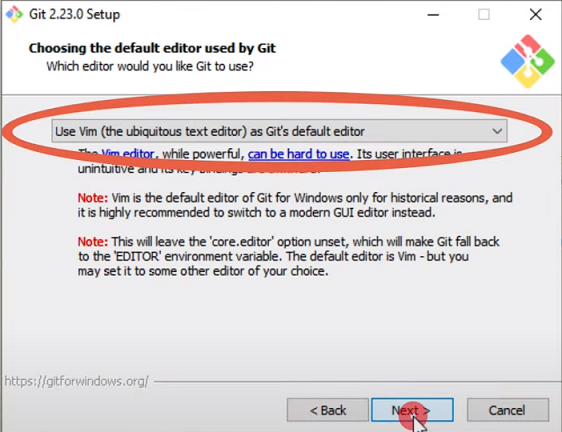 Git 2.23.0 Setup
Choosing the default editor used by Git
Which editor would you like Git to use?
Use Vim (the ubiquitous text editor) as Git's default editor
The Vim editor, while powerful, can be hard to use. Its user interface is
unintuitive and its key bindings are
Note: Vim is the default editor of Git for Windows only for historical reasons, and
it is highly recommended to switch to a modern GUI editor instead.
Note: This will leave the 'core.editor' option unset, which will make Git fall back
to the 'EDITOR' environment variable. The default editor is Vim - but you
may set it to some other editor of your choice.
https://gitforwindows.org/
< Back
Next >
Cancel